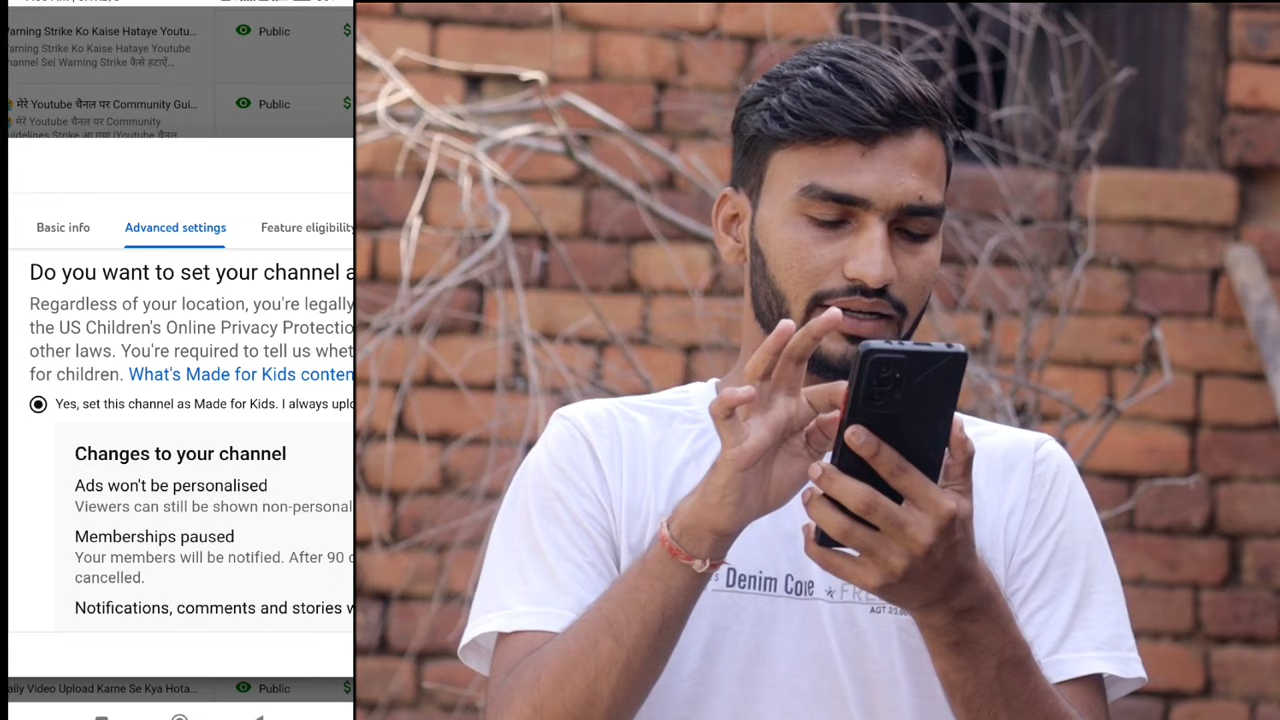 Warning Strike Ko Kaise Hataye Youtu...
Public
$
Warning Strike Ko Kaise Hataye Youtube
Channel Se| Warning Strike कैसे हटाऐं...
मेरे Youtube चैनल पर Community Gui...
Public
$
मेरे Youtube चैनल पर Community
Guidelines Strike आ गया |Youtube चैनल
Basic info
Advanced settings
Feature eligibility
Do you want to set your channel a
Regardless of your location, you're legally
the US Children's Online Privacy Protectio
other laws. You're required to tell us whet
for children. What's Made for Kids conten
Yes, set this channel as Made for Kids. I always uplo
Changes to your channel
Ads won't be personalised
Viewers can still be shown non-personal
Memberships paused
Your members will be notified. After 90
cancelled.
Notifications, comments and stories w
Daily Video Upload Karne Se Kya Hota...
Public
$
Denim Core
FRE
AGT